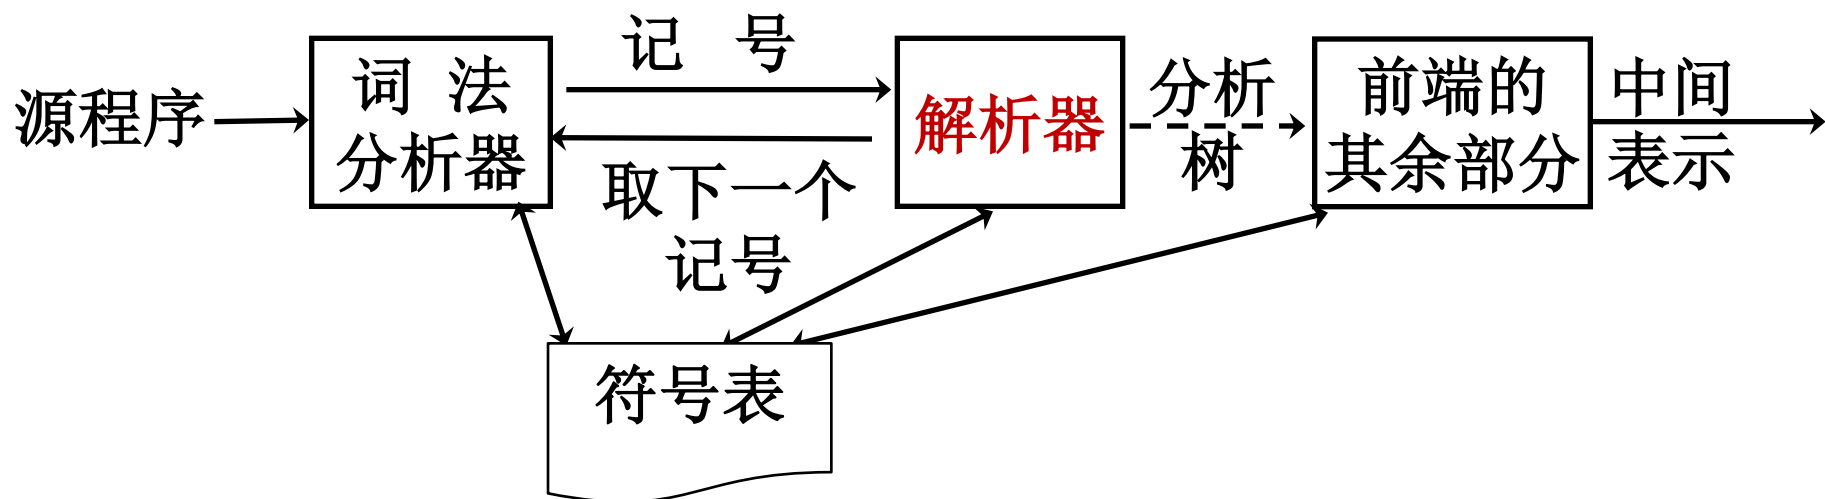 源程序
词 法
分析器
记 号
取下一个
记号
解析器
分析
树
前端的
其余部分
中间
表示
符号表